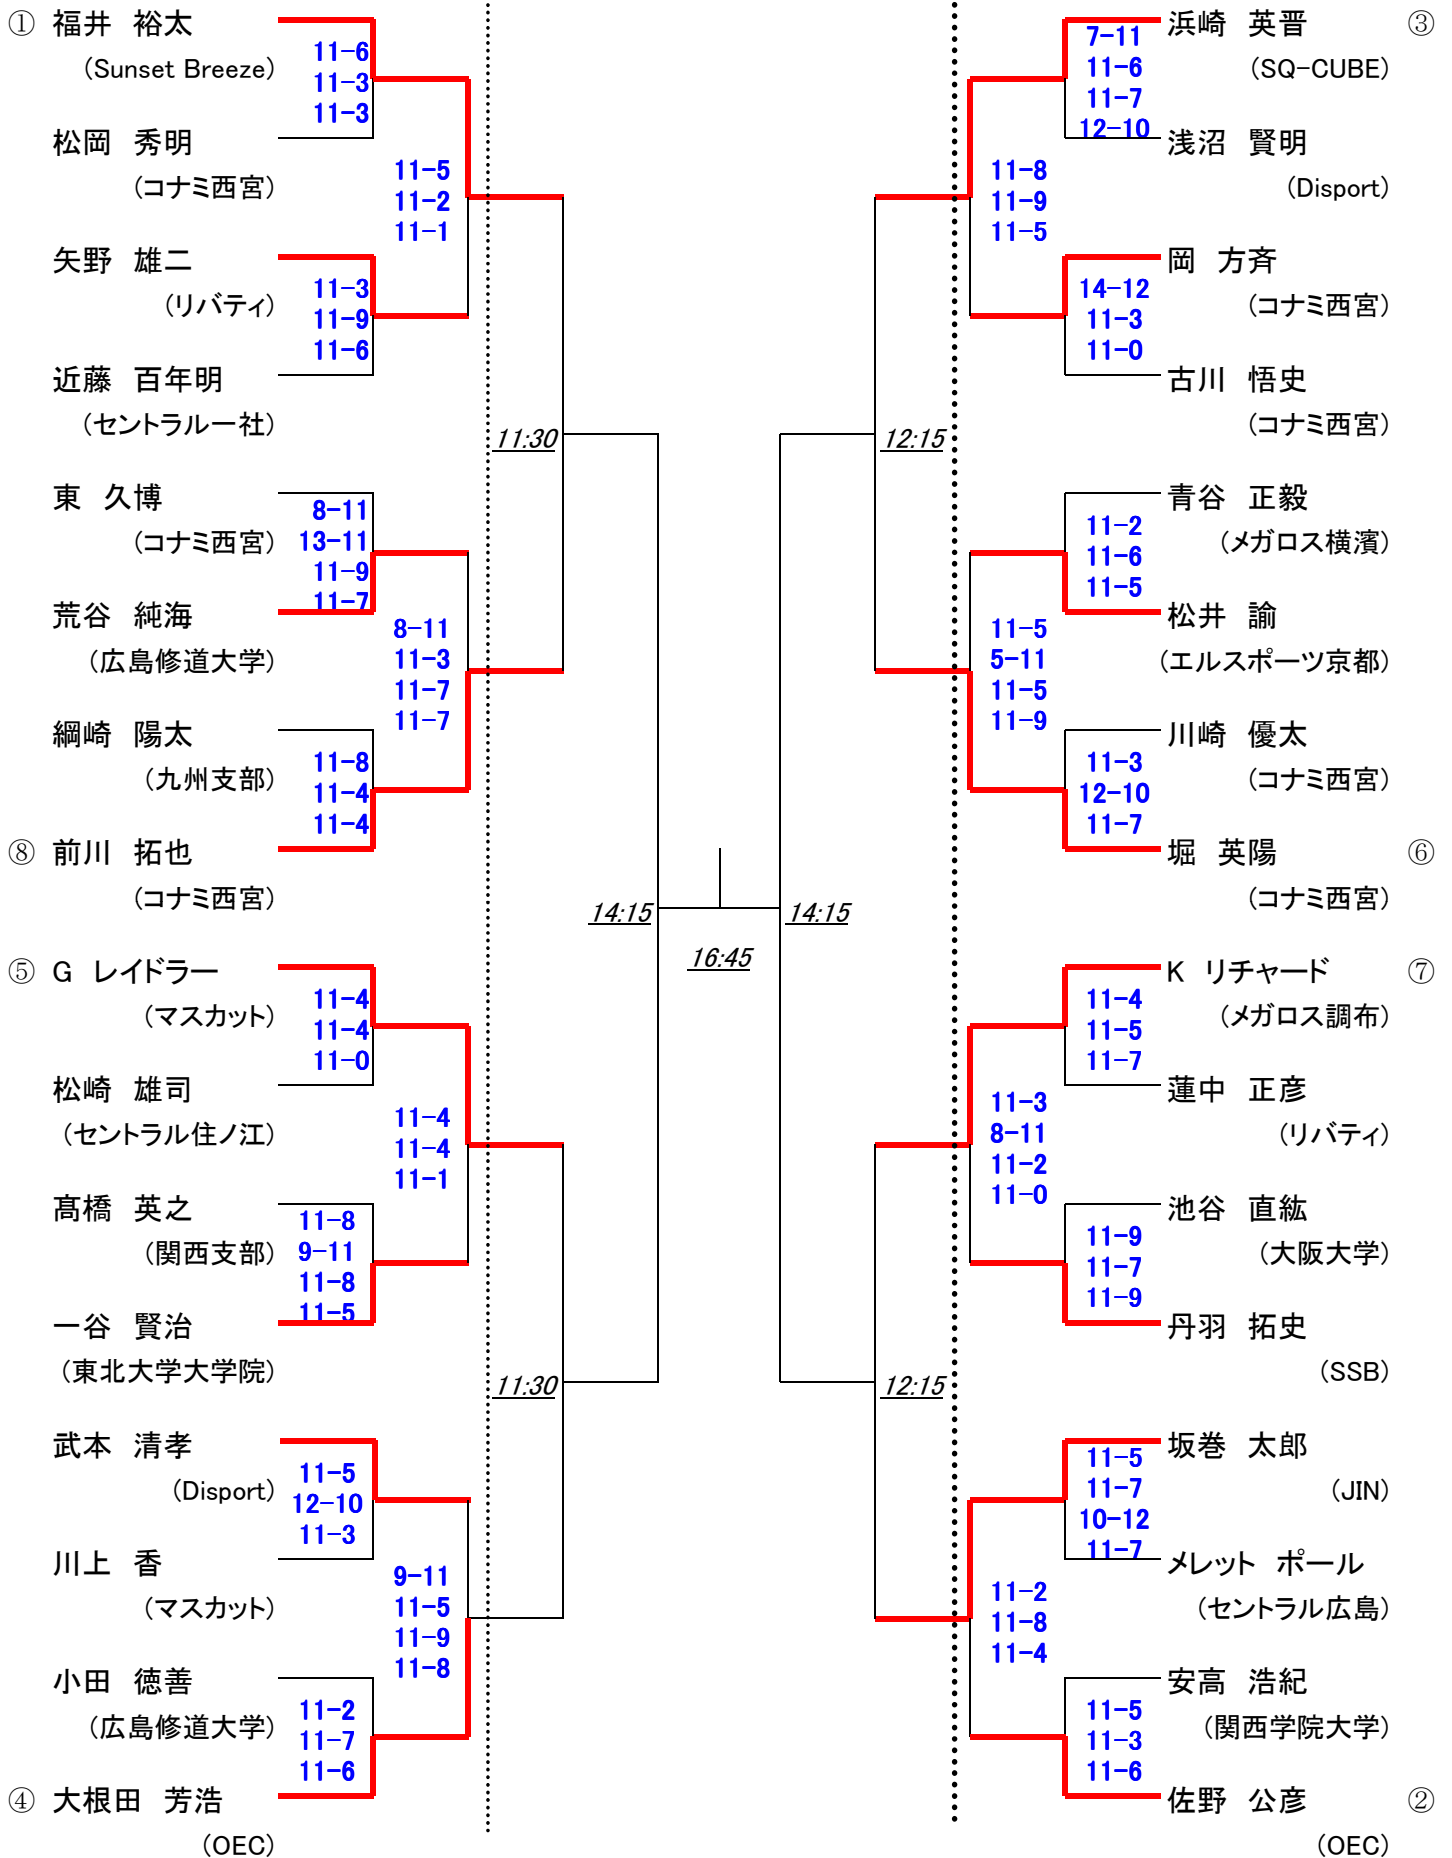 ① 福井 裕太
(Sunset Breeze)
11-6
11-3
11-3
松岡 秀明
(コナミ西宮)
11-5
11-2
11-1
矢野 雄二
(リバティ)
11-3
11-9
11-6
近藤 百年明
(セントラル一社)
11:30
東 久博
(コナミ西宮)
8-11
13-11
11-9
11-7
荒谷 純海
(広島修道大学)
8-11
11-3
11-7
11-7
綱崎 陽太
(九州支部)
11-8
11-4
11-4
⑧ 前川 拓也
(コナミ西宮)
14:15
⑤ G レイドラー
(マスカット)
11-4
11-4
11-0
松崎 雄司
(セントラル住ノ江)
11-4
11-4
11-1
髙橋 英之
(関西支部)
11-8
9-11
11-8
11-5
一谷 賢治
(東北大学大学院)
11:30
武本 清孝
(Disport)
11-5
12-10
11-3
川上 香
(マスカット)
9-11
11-5
11-9
11-8
小田 徳善
(広島修道大学)
11-2
11-7
11-6
④ 大根田 芳浩
(OEC)
16:45
浜崎 英晋 ③
(SQ-CUBE)
7-11
11-6
11-7
12-10
浅沼 賢明
(Disport)
11-8
11-9
11-5
岡 方斉
(コナミ西宮)
14-12
11-3
11-0
古川 悟史
(コナミ西宮)
12:15
青谷 正毅
(メガロス横濱)
11-2
11-6
11-5
松井 諭
(エルスポーツ京都)
11-5
5-11
11-5
11-9
川崎 優太
(コナミ西宮)
11-3
12-10
11-7
堀 英陽 ⑥
(コナミ西宮)
14:15
K リチャード ⑦
(メガロス調布)
11-4
11-5
11-7
蓮中 正彦
(リバティ)
11-3
8-11
11-2
11-0
池谷 直紘
(大阪大学)
11-9
11-7
11-9
丹羽 拓史
(SSB)
12:15
坂巻 太郎
(JIN)
11-5
11-7
10-12
11-7
メレット ポール
(セントラル広島)
11-2
11-8
11-4
安高 浩紀
(関西学院大学)
11-5
11-3
11-6
佐野 公彦 ②
(OEC)